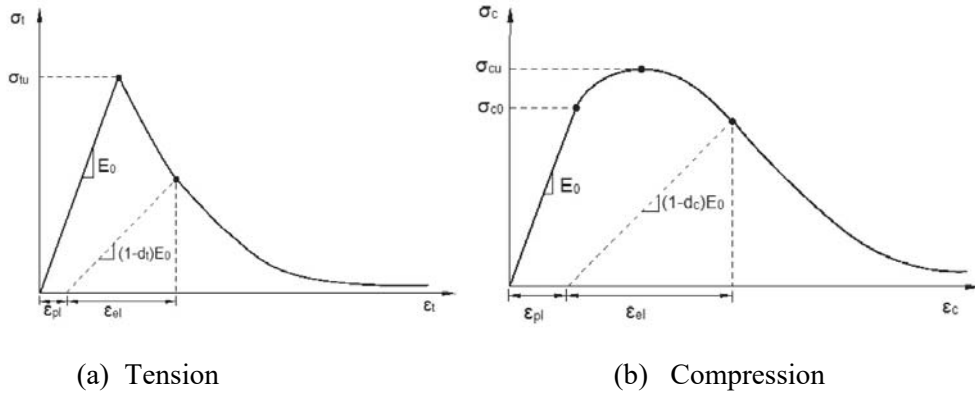 σt
σtu
E₀
(1-dt)E₀
εpl
εel
εt
σc
σcu
σc0
E₀
(1-dc)E₀
εpl
εel
εc
(a) Tension
(b) Compression